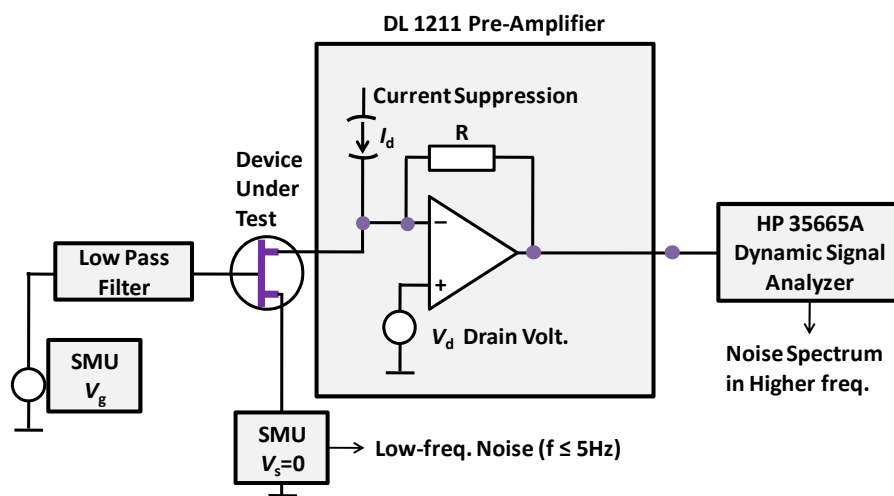 DL 1211 Pre-Amplifier
Current Suppression
Id
R
Device
Under
Test
Low Pass
Filter
−
+
Vd Drain Volt.
HP 35665A
Dynamic Signal
Analyzer
Noise Spectrum
in Higher freq.
SMU
Vg
SMU
Vs=0
Low-freq. Noise (f ≤ 5Hz)